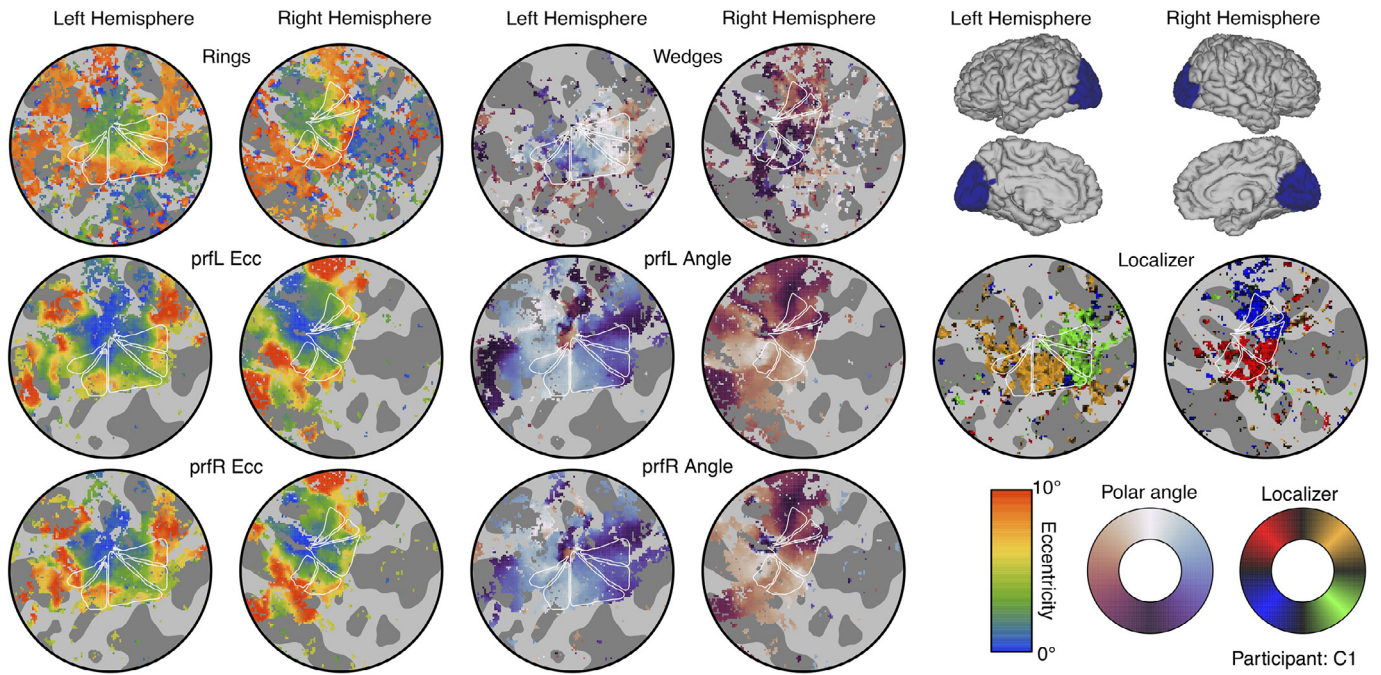 Left Hemisphere Right Hemisphere Left Hemisphere Right Hemisphere Left Hemisphere Right Hemisphere
Rings Wedges
prfL Ecc prfL Angle Localizer
prfR Ecc prfR Angle
10° Polar angle Localizer
Eccentricity
0°
Participant: C1